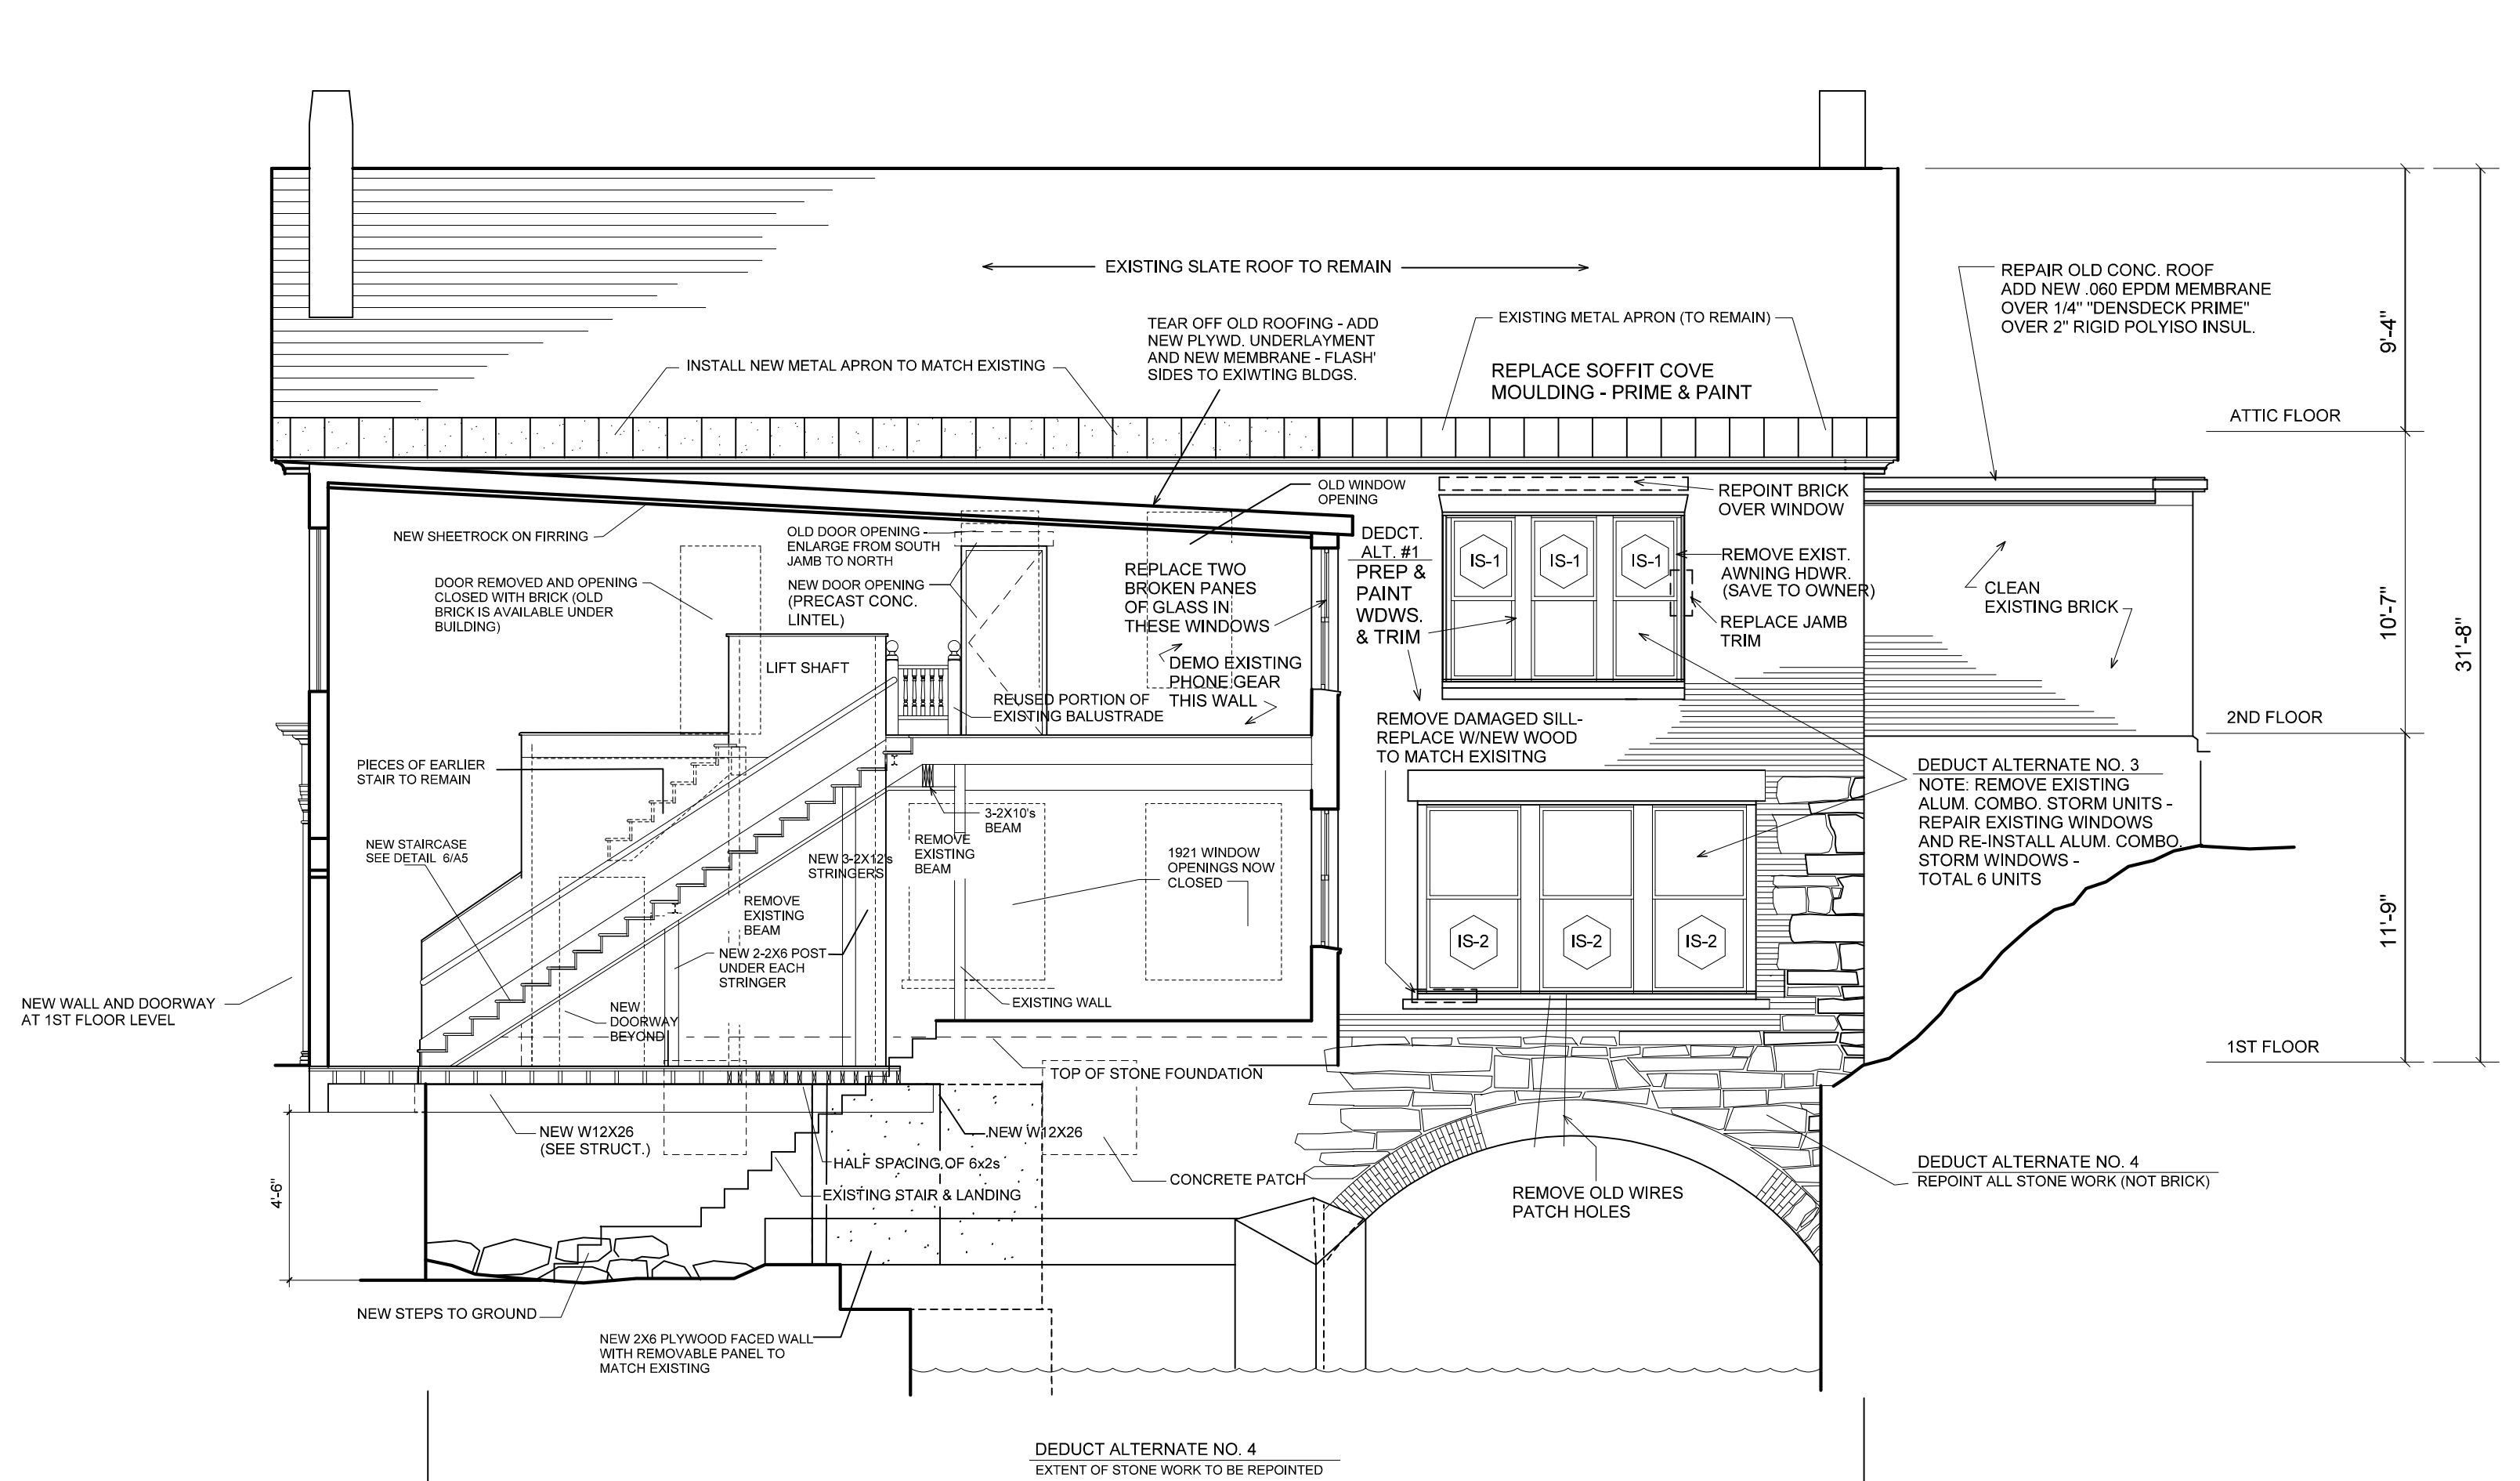 EXISTING SLATE ROOF TO REMAIN
REPAIR OLD CONC. ROOF
ADD NEW .060 EPDM MEMBRANE
OVER 1/4" "DENSDECK PRIME"
OVER 2" RIGID POLYISO INSUL.
9'-4"
TEAR OFF OLD ROOFING - ADD
NEW PLYWD. UNDERLAYMENT
AND NEW MEMBRANE - FLASH'
SIDES TO EXIWTING BLDGS.
EXISTING METAL APRON (TO REMAIN)
INSTALL NEW METAL APRON TO MATCH EXISTING
REPLACE SOFFIT COVE
MOULDING - PRIME & PAINT
ATTIC FLOOR
OLD WINDOW
OPENING
REPOINT BRICK
OVER WINDOW
NEW SHEETROCK ON FIRRING
OLD DOOR OPENING -
ENLARGE FROM SOUTH
JAMB TO NORTH
DEDCT.
ALT. #1
PREP &
PAINT
WDWS.
& TRIM
IS-1
IS-1
IS-1
REMOVE EXIST.
AWNING HDWR.
(SAVE TO OWNER)
CLEAN
EXISTING BRICK
10'-7"
31'-8"
DOOR REMOVED AND OPENING
CLOSED WITH BRICK (OLD
BRICK IS AVAILABLE UNDER
BUILDING)
NEW DOOR OPENING
(PRECAST CONC.
LINTEL)
REPLACE TWO
BROKEN PANES
OF GLASS IN
THESE WINDOWS
REPLACE JAMB
TRIM
LIFT SHAFT
DEMO EXISTING
PHONE GEAR
THIS WALL
REUSED PORTION OF
EXISTING BALUSTRADE
REMOVE DAMAGED SILL-
REPLACE W/NEW WOOD
TO MATCH EXISITNG
2ND FLOOR
PIECES OF EARLIER
STAIR TO REMAIN
DEDUCT ALTERNATE NO. 3
NOTE: REMOVE EXISTING
ALUM. COMBO. STORM UNITS -
REPAIR EXISTING WINDOWS
AND RE-INSTALL ALUM. COMBO.
STORM WINDOWS -
TOTAL 6 UNITS
3-2X10's
BEAM
NEW STAIRCASE
SEE DETAIL 6/A5
NEW 3-2X12's
STRINGERS
REMOVE
EXISTING
BEAM
1921 WINDOW
OPENINGS NOW
CLOSED
REMOVE
EXISTING
BEAM
11'-9"
IS-2
IS-2
IS-2
NEW 2-2X6 POST
UNDER EACH
STRINGER
NEW WALL AND DOORWAY
AT 1ST FLOOR LEVEL
NEW
DOORWAY
BEYOND
EXISTING WALL
1ST FLOOR
TOP OF STONE FOUNDATION
NEW W12X26
(SEE STRUCT.)
NEW W12X26
HALF SPACING OF 6x2s
CONCRETE PATCH
DEDUCT ALTERNATE NO. 4
REPOINT ALL STONE WORK (NOT BRICK)
4'-6"
EXISTING STAIR & LANDING
REMOVE OLD WIRES
PATCH HOLES
NEW STEPS TO GROUND
NEW 2X6 PLYWOOD FACED WALL
WITH REMOVABLE PANEL TO
MATCH EXISTING
DEDUCT ALTERNATE NO. 4
EXTENT OF STONE WORK TO BE REPOINTED